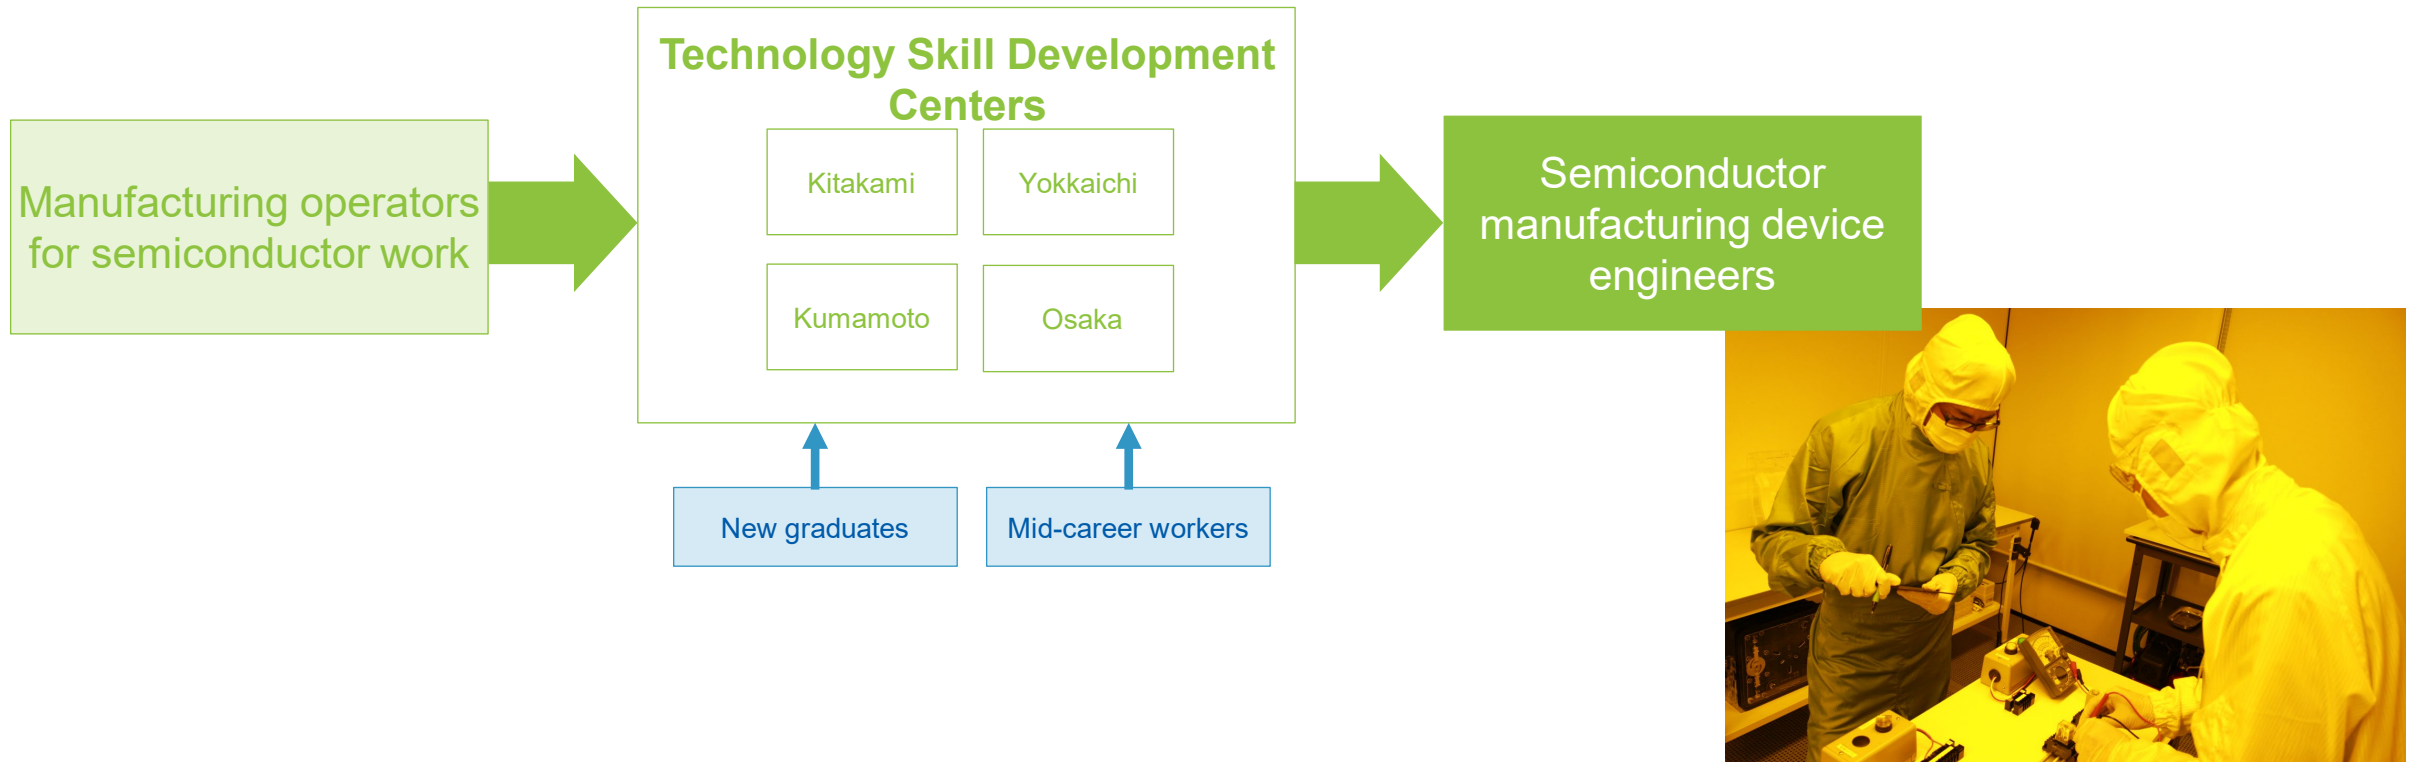 Technology Skill Development
Centers
Manufacturing operators
for semiconductor work
Kitakami
Yokkaichi
Kumamoto
Osaka
Semiconductor
manufacturing device
engineers
New graduates
Mid-career workers